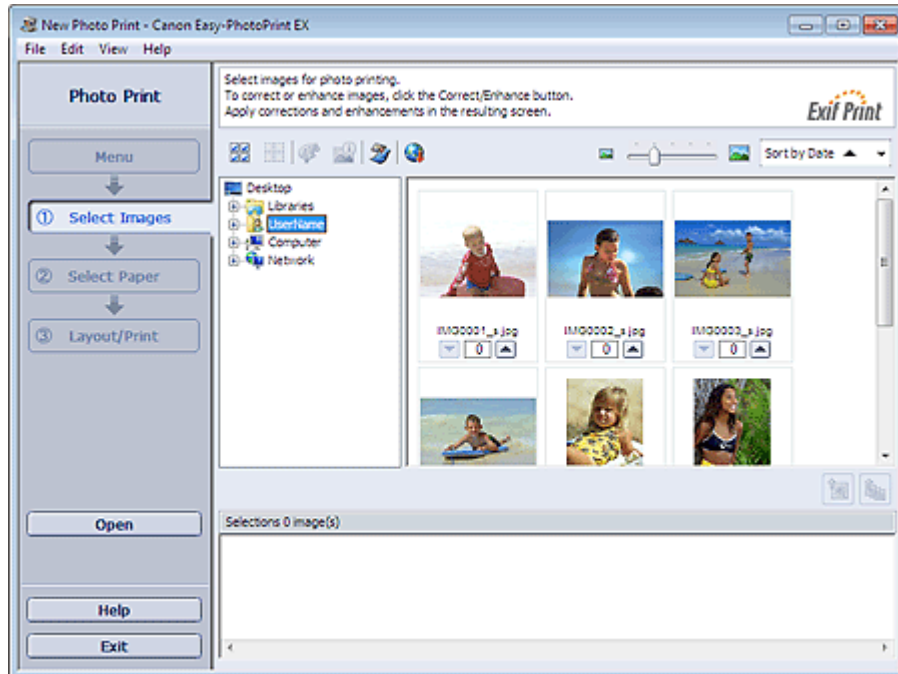 New Photo Print - Canon Easy-PhotoPrint EX
File Edit View Help
Photo Print
Select images for photo printing.
To correct or enhance images, click the Correct/Enhance button.
Apply corrections and enhancements in the resulting screen.
Exif Print
Menu
Sort by Date
① Select Images
② Select Paper
③ Layout/Print
Desktop
Libraries
UserName
Computer
Network
IMG0001_s.jpg IMG0002_s.jpg IMG0003_s.jpg
0 0 0
Open
Selections 0 image(s)
Help
Exit